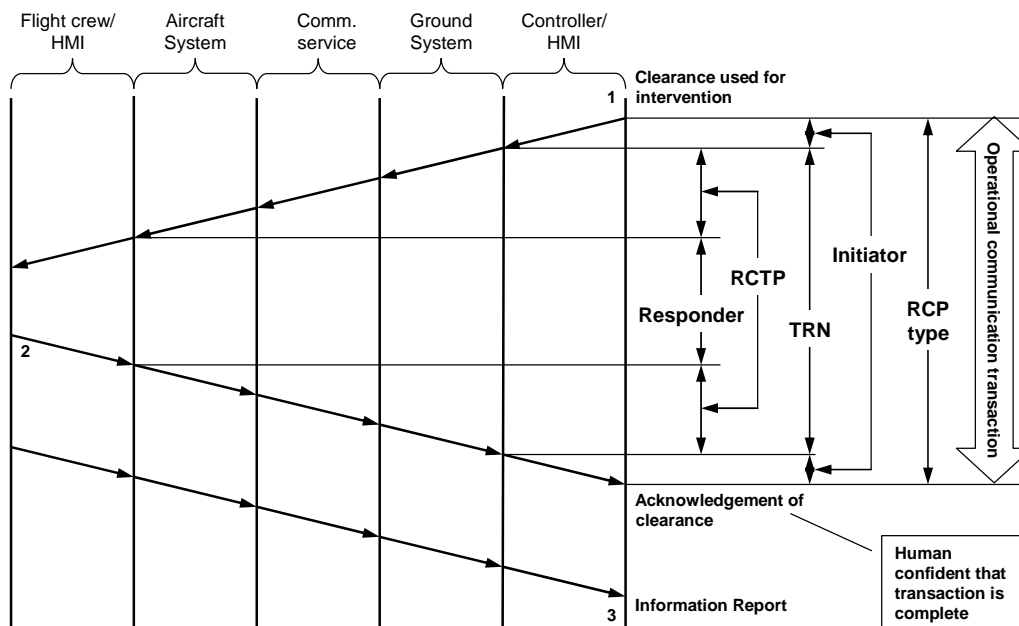 Flight crew/
HMI
Aircraft
System
Comm.
service
Ground
System
Controller/
HMI
1
Clearance used for
intervention
Operational communication transaction
Initiator
RCTP
RCP
type
Responder
TRN
2
Acknowledgement of
clearance
Human
confident that
transaction is
complete
3
Information Report